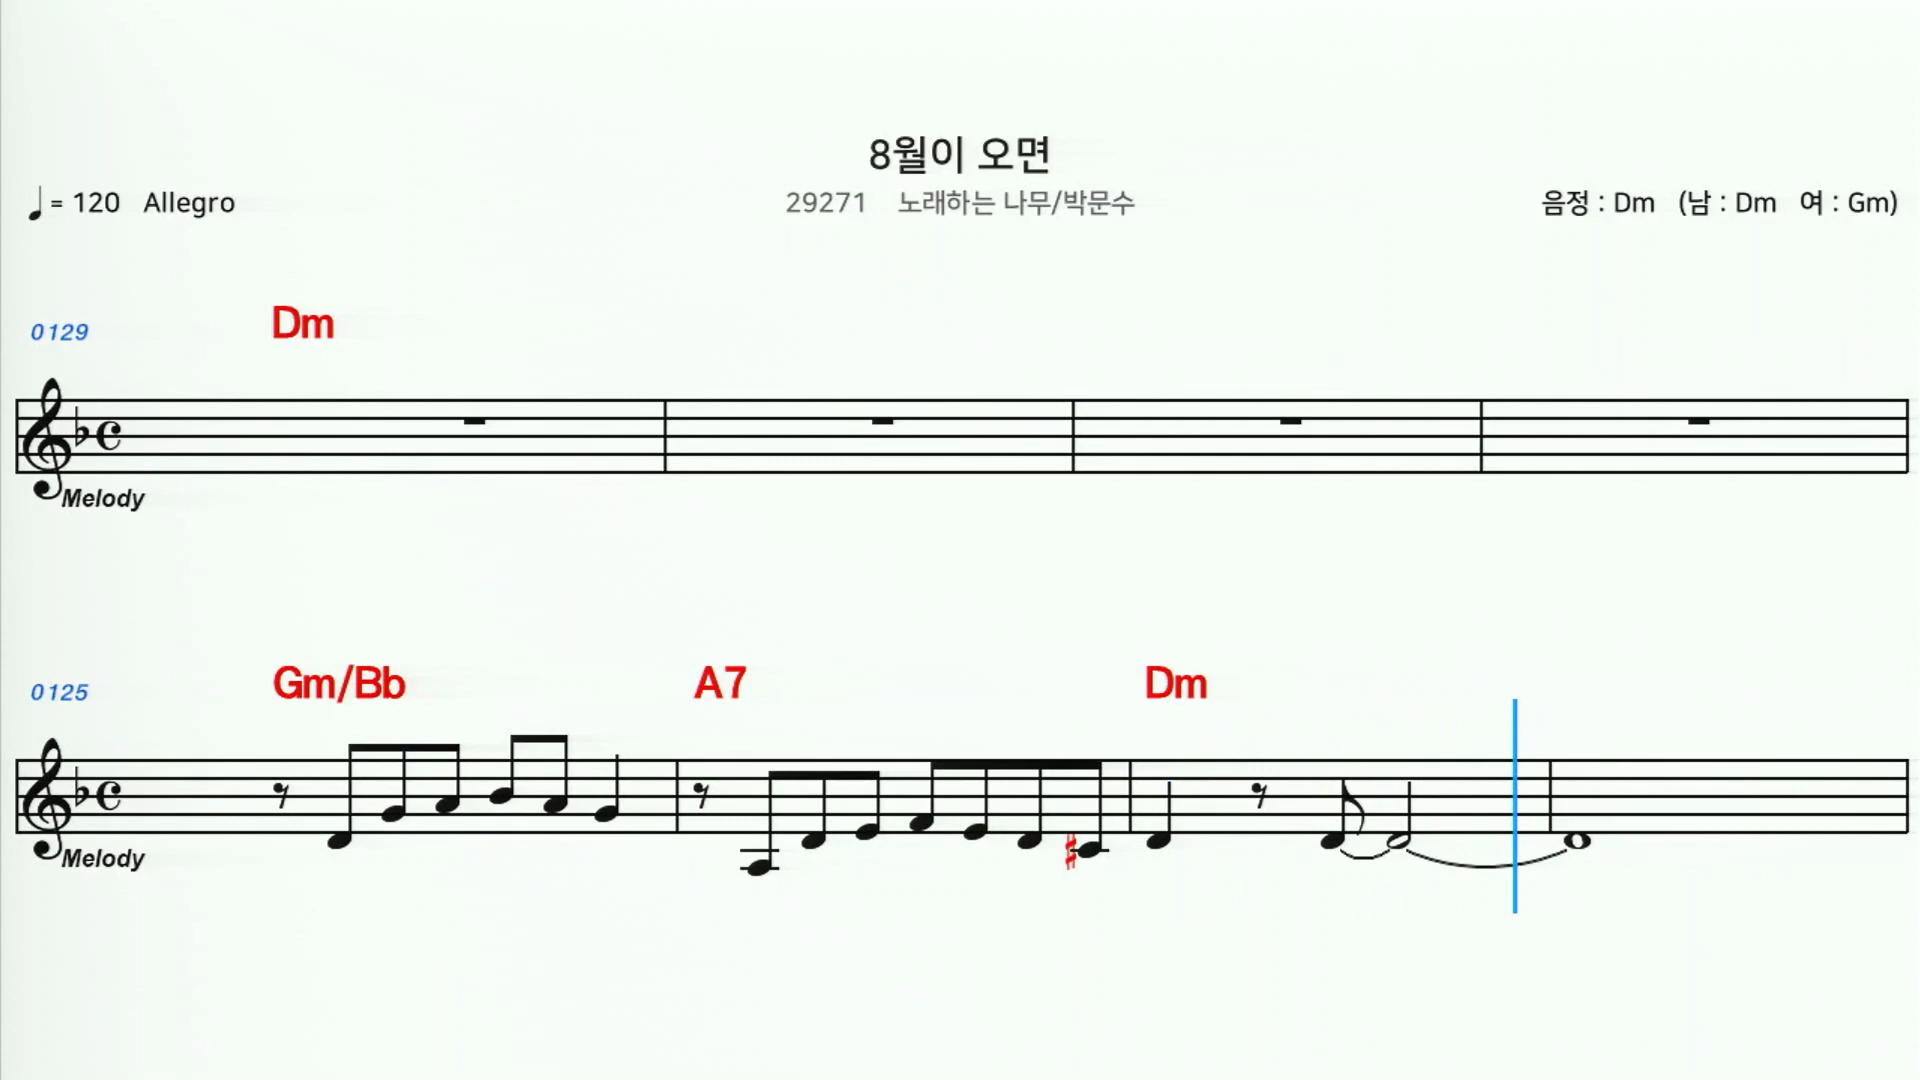 8월이 오면
♩ = 120 Allegro
29271 노래하는 나무/박문수
음정 : Dm (남 : Dm 여 : Gm)
0129 Dm
Melody
0125 Gm/Bb A7 Dm
Melody